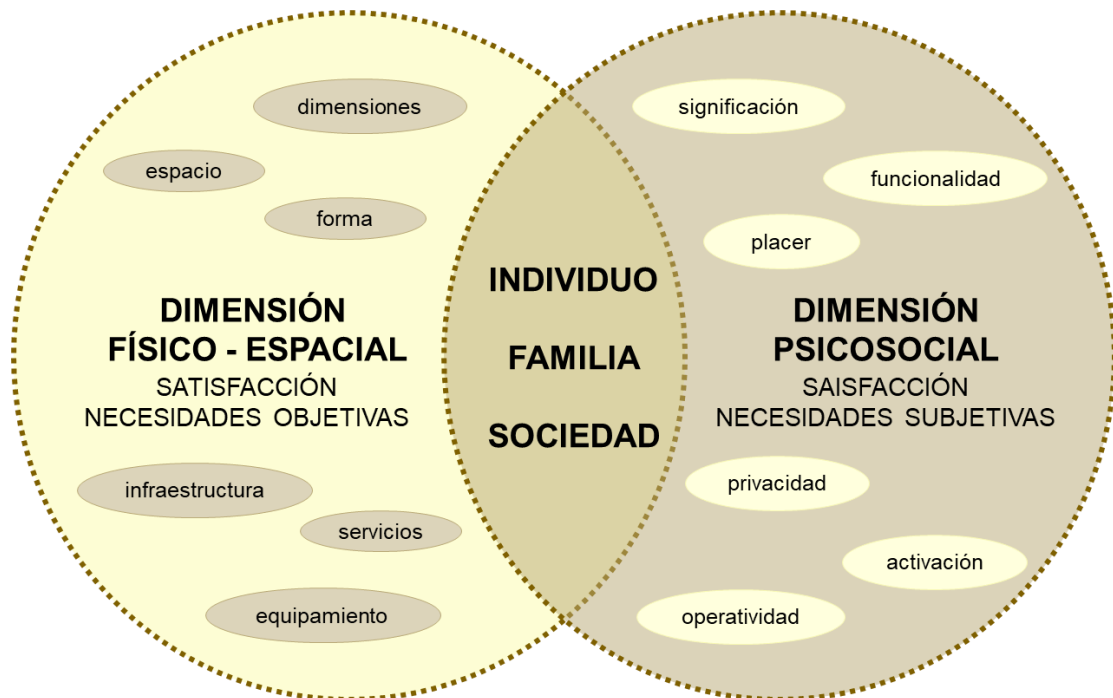 dimensiones
espacio
forma
DIMENSIÓN
FÍSICO - ESPACIAL
SATISFACCIÓN
NECESIDADES OBJETIVAS
infraestructura
servicios
equipamiento
INDIVIDUO
FAMILIA
SOCIEDAD
significación
funcionalidad
placer
DIMENSIÓN
PSICOSOCIAL
SAISFACCIÓN
NECESIDADES SUBJETIVAS
privacidad
activación
operatividad